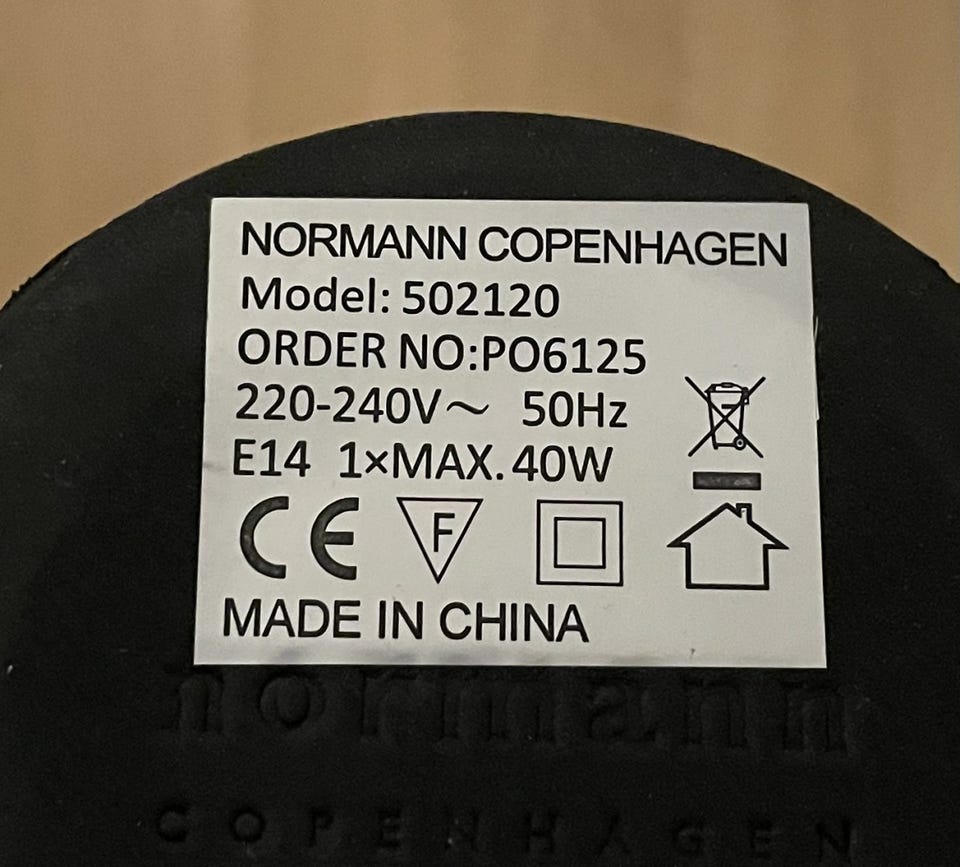 NORMANN COPENHAGEN
Model: 502120
ORDER NO:PO6125
220-240V～ 50Hz
E14 1×MAX. 40W
CE F
MADE IN CHINA
normann
COPENHAGEN